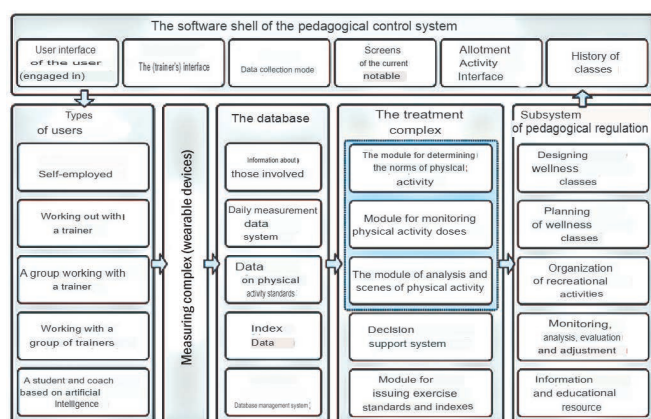 The software shell of the pedagogical control system
User interface
of the user
(engaged in)
The (trainer's) interface
Data collection mode
Screens
of the current
notable
Allotment
Activity
Interface
History of
classes
Types
of users
Self-employed
Working out with
a trainer
A group working with
a trainer
Working with a
group of trainers
A student and coach
based on artificial
Intelligence
Measuring complex (wearable devices)
The database
Information about
those involved
Daily measurement
data
system
Data
on physical
activity standards
Index
Data
Database management system
The treatment
complex
The module for determining
the norms of physical;
activity
Module for monitoring
physical activity doses
The module of analysis and
scenes of physical activity
Decision
support system
Module for
issuing exercise
standards and indexes
Subsystem
of pedagogical regulation
Designing
wellness
classes
Planning
of wellness
classes
Organization
of recreational
activities
Monitoring,
analysis, evaluation
and adjustment
Information
and educational
resource